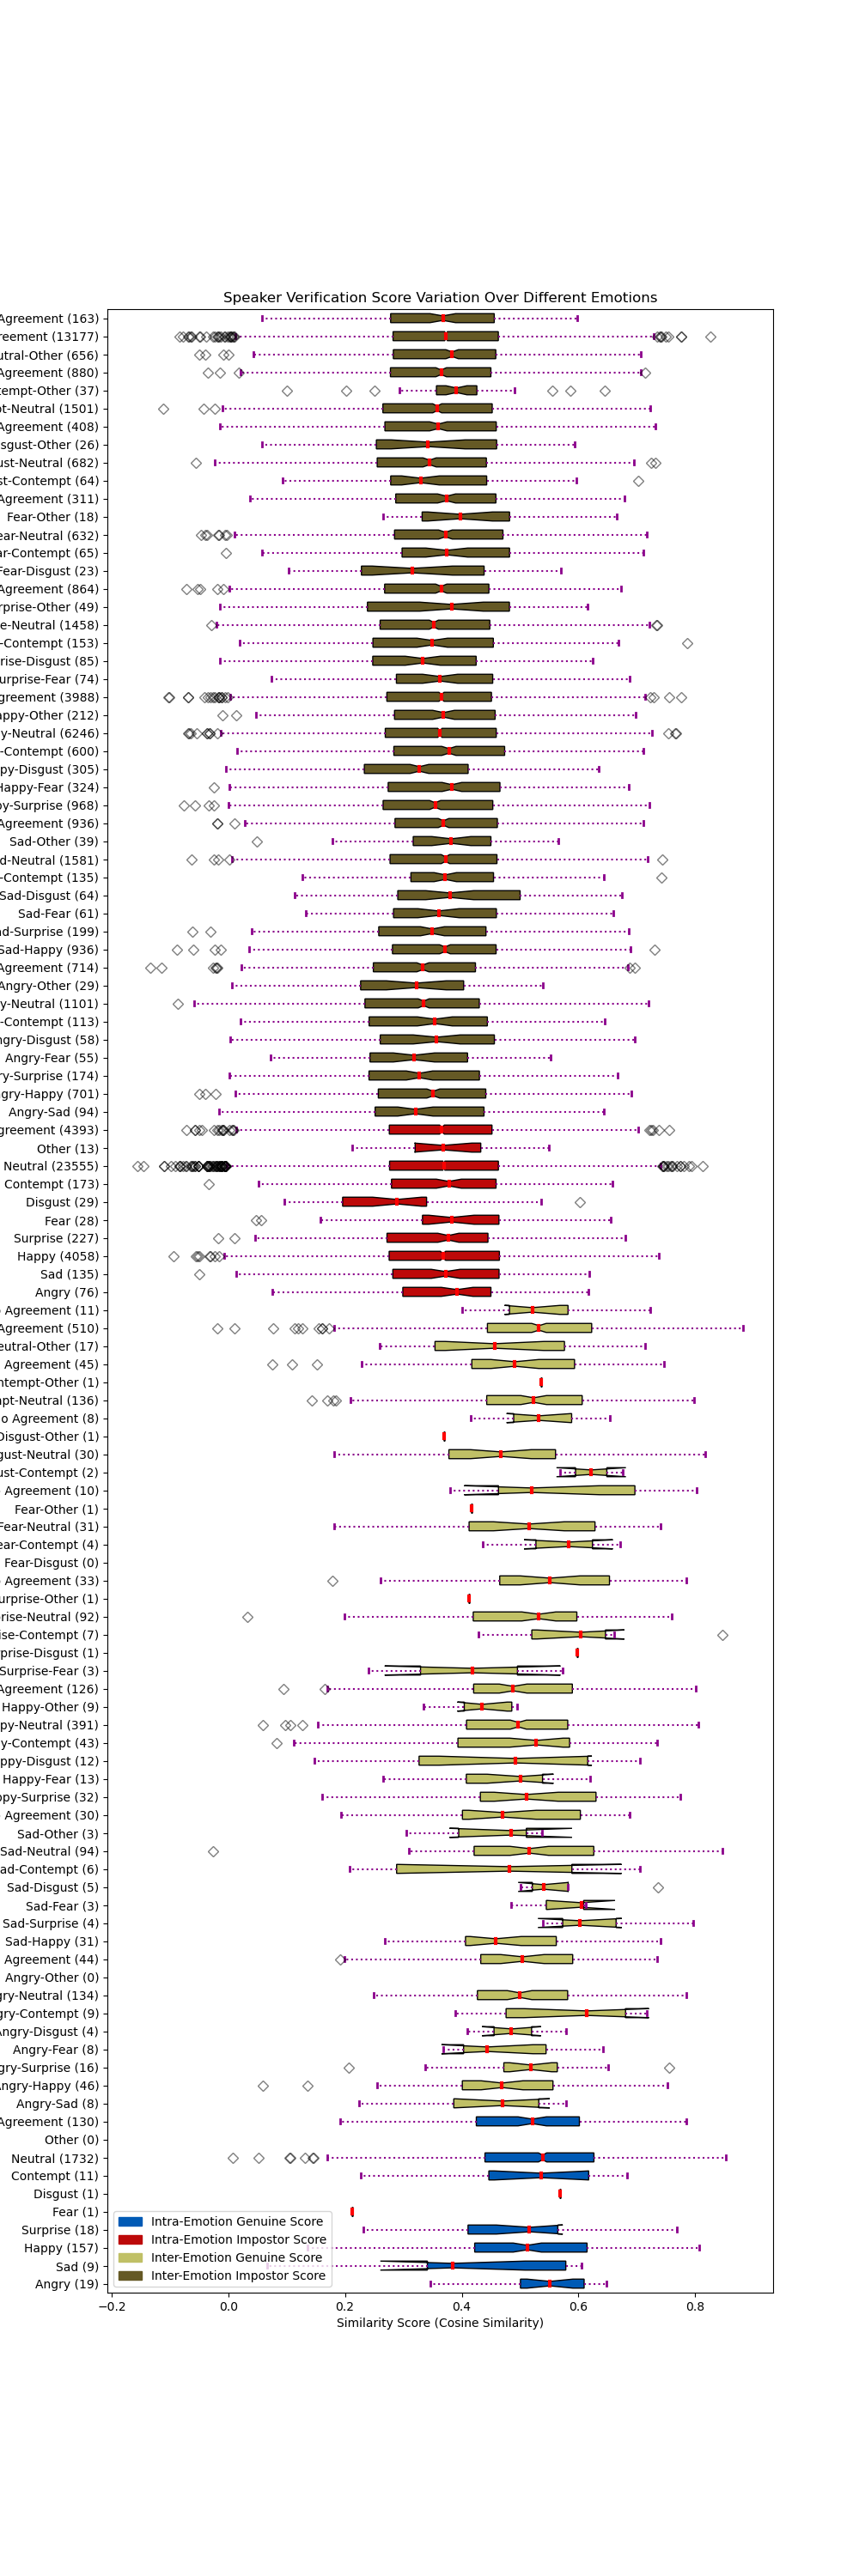 Speaker Verification Score Variation Over Different Emotions
Agreement (163)
reement (13177)
utral-Other (656)
Agreement (880)
tempt-Other (37)
pt-Neutral (1501)
Agreement (408)
isgust-Other (26)
ust-Neutral (682)
st-Contempt (64)
Agreement (311)
Fear-Other (18)
ear-Neutral (632)
ar-Contempt (65)
Fear-Disgust (23)
Agreement (864)
rprise-Other (49)
e-Neutral (1458)
-Contempt (153)
rise-Disgust (85)
urprise-Fear (74)
greement (3988)
appy-Other (212)
y-Neutral (6246)
-Contempt (600)
py-Disgust (305)
Happy-Fear (324)
py-Surprise (968)
Agreement (936)
Sad-Other (39)
ad-Neutral (1581)
-Contempt (135)
Sad-Disgust (64)
Sad-Fear (61)
ad-Surprise (199)
Sad-Happy (936)
Agreement (714)
Angry-Other (29)
y-Neutral (1101)
-Contempt (113)
ngry-Disgust (58)
Angry-Fear (55)
ry-Surprise (174)
ngry-Happy (701)
Angry-Sad (94)
greement (4393)
Other (13)
Neutral (23555)
Contempt (173)
Disgust (29)
Fear (28)
Surprise (227)
Happy (4058)
Sad (135)
Angry (76)
o Agreement (11)
Agreement (510)
eutral-Other (17)
Agreement (45)
ntempt-Other (1)
mpt-Neutral (136)
o Agreement (8)
Disgust-Other (1)
gust-Neutral (30)
ust-Contempt (2)
o Agreement (10)
Fear-Other (1)
Fear-Neutral (31)
ear-Contempt (4)
Fear-Disgust (0)
o Agreement (33)
urprise-Other (1)
prise-Neutral (92)
rise-Contempt (7)
rprise-Disgust (1)
Surprise-Fear (3)
Agreement (126)
Happy-Other (9)
py-Neutral (391)
y-Contempt (43)
ppy-Disgust (12)
Happy-Fear (13)
ppy-Surprise (32)
o Agreement (30)
Sad-Other (3)
Sad-Neutral (94)
ad-Contempt (6)
Sad-Disgust (5)
Sad-Fear (3)
Sad-Surprise (4)
Sad-Happy (31)
Agreement (44)
Angry-Other (0)
gry-Neutral (134)
gry-Contempt (9)
Angry-Disgust (4)
Angry-Fear (8)
gry-Surprise (16)
Angry-Happy (46)
Angry-Sad (8)
Agreement (130)
Other (0)
Neutral (1732)
Contempt (11)
Disgust (1)
Fear (1)
Surprise (18)
Happy (157)
Sad (9)
Angry (19)
Intra-Emotion Genuine Score
Intra-Emotion Impostor Score
Inter-Emotion Genuine Score
Inter-Emotion Impostor Score
−0.2 0.0 0.2 0.4 0.6 0.8
Similarity Score (Cosine Similarity)